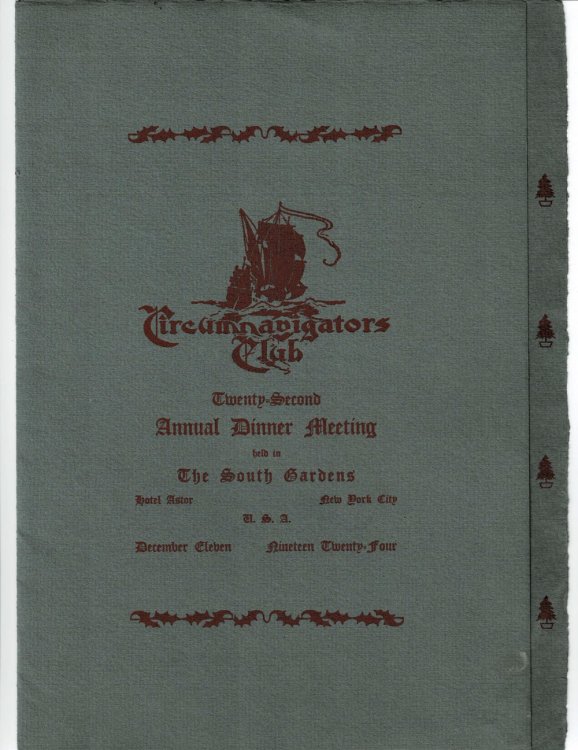 Circumnavigators
Club
Twenty-Second
Annual Dinner Meeting
held in
The South Gardens
Hotel Astor New York City
U. S. A.
December Eleven Nineteen Twenty-Four